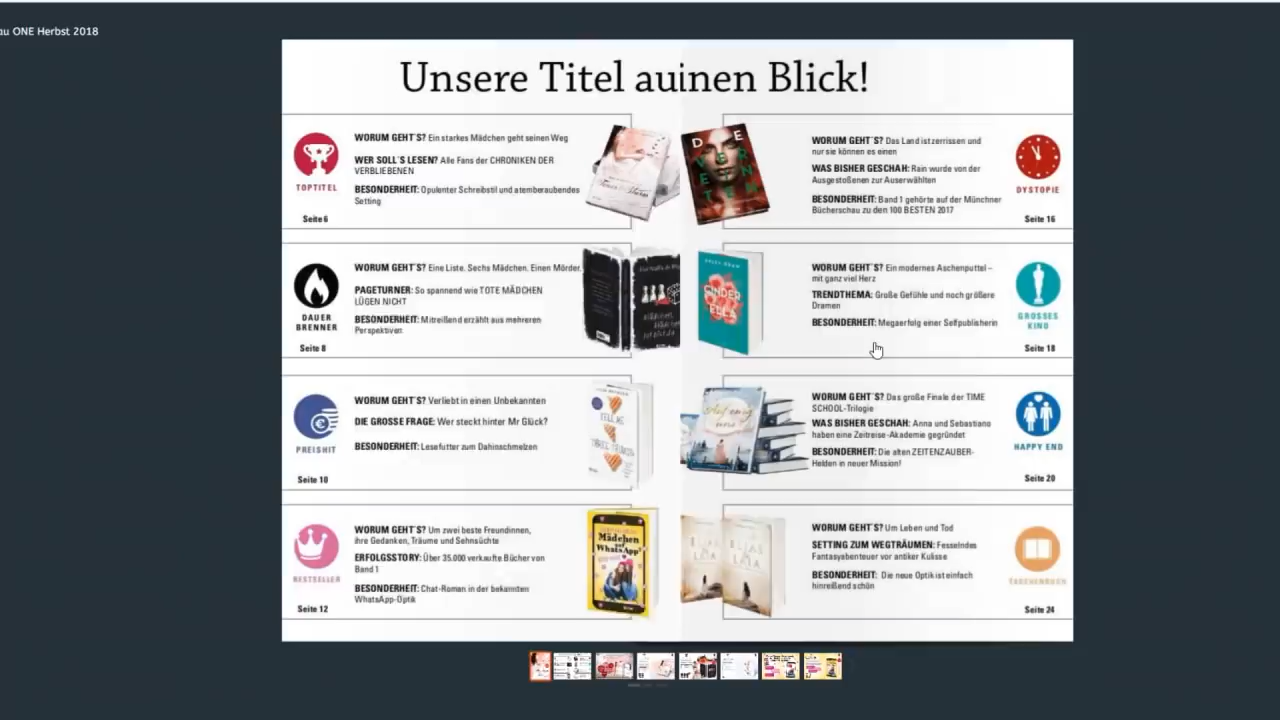 au ONE Herbst 2018
Unsere Titel auinen Blick!
TOPTITEL
Seite 6
WORUM GEHT´S? Ein starkes Mädchen geht seinen Weg
WER SOLL´S LESEN? Alle Fans der CHRONIKEN DER
VERBLIEBENEN
BESONDERHEIT: Opulenter Schreibstil und atemberaubendes
Setting
DAUER
BRENNER
Seite 8
WORUM GEHT´S? Eine Liste. Sechs Mädchen. Einen Mörder.
PAGETURNER: So spannend wie TOTE MÄDCHEN
LÜGEN NICHT
BESONDERHEIT: Mitreißend erzählt aus mehreren
Perspektiven
PREISHIT
Seite 10
WORUM GEHT´S? Verliebt in einen Unbekannten
DIE GROSSE FRAGE: Wer steckt hinter Mr Glück?
BESONDERHEIT: Lesefutter zum Dahinschmelzen
BESTSELLER
Seite 12
WORUM GEHT´S? Um zwei beste Freundinnen,
ihre Gedanken, Träume und Sehnsüchte
ERFOLGSSTORY: Über 35.000 verkaufte Bücher von
Band 1
BESONDERHEIT: Chat-Roman in der bekannten
WhatsApp-Optik
Mädchen
auf
WhatsApp?
WORUM GEHT´S? Das Land ist zerrissen und
nur sie können es einen
WAS BISHER GESCHAH: Rain wurde von der
Ausgestoßenen zur Auserwählten
BESONDERHEIT: Band 1 gehörte auf der Münchner
Bücherschau zu den 100 BESTEN 2017
DYSTOPIE
Seite 16
CINDER
ELLA
WORUM GEHT´S? Ein modernes Aschenputtel –
mit ganz viel Herz
TRENDTHEMA: Große Gefühle und noch größere
Dramen
BESONDERHEIT: Megaerfolg einer Selfpublisherin
GROSSES
KINO
Seite 18
WORUM GEHT´S? Das große Finale der TIME
SCHOOL-Trilogie
WAS BISHER GESCHAH: Anna und Sebastiano
haben eine Zeitreise-Akademie gegründet
BESONDERHEIT: Die alten ZEITENZAUBER-
Helden in neuer Mission!
HAPPY END
Seite 20
ELIAS
LAIA
WORUM GEHT´S? Um Leben und Tod
SETTING ZUM WEGTRÄUMEN: Fesselndes
Fantasyabenteuer vor antiker Kulisse
BESONDERHEIT: Die neue Optik ist einfach
hinreißend schön
TASCHENBUCH
Seite 24